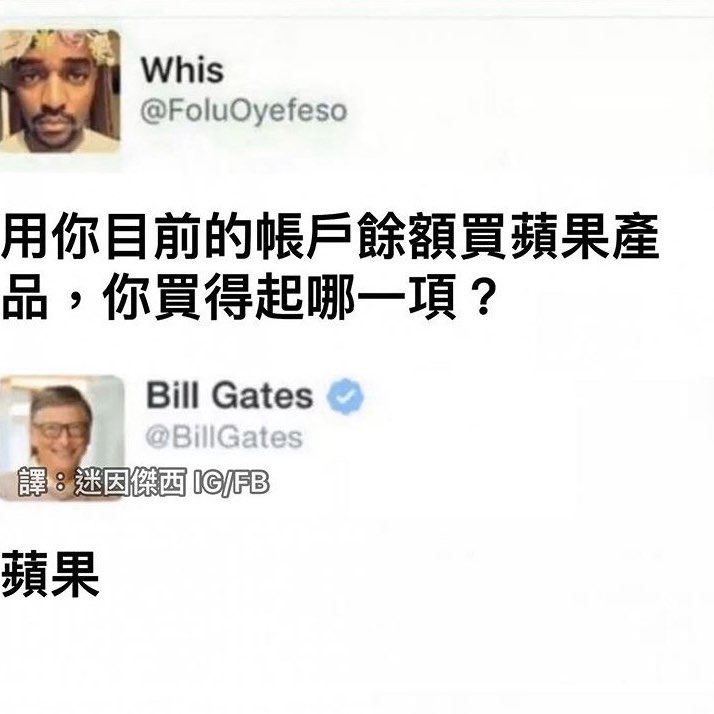 Whis
@FoluOyefeso
用你目前的帳戶餘額買蘋果產
品，你買得起哪一項？
Bill Gates
@BillGates
譯：迷因傑西 IG/FB
蘋果